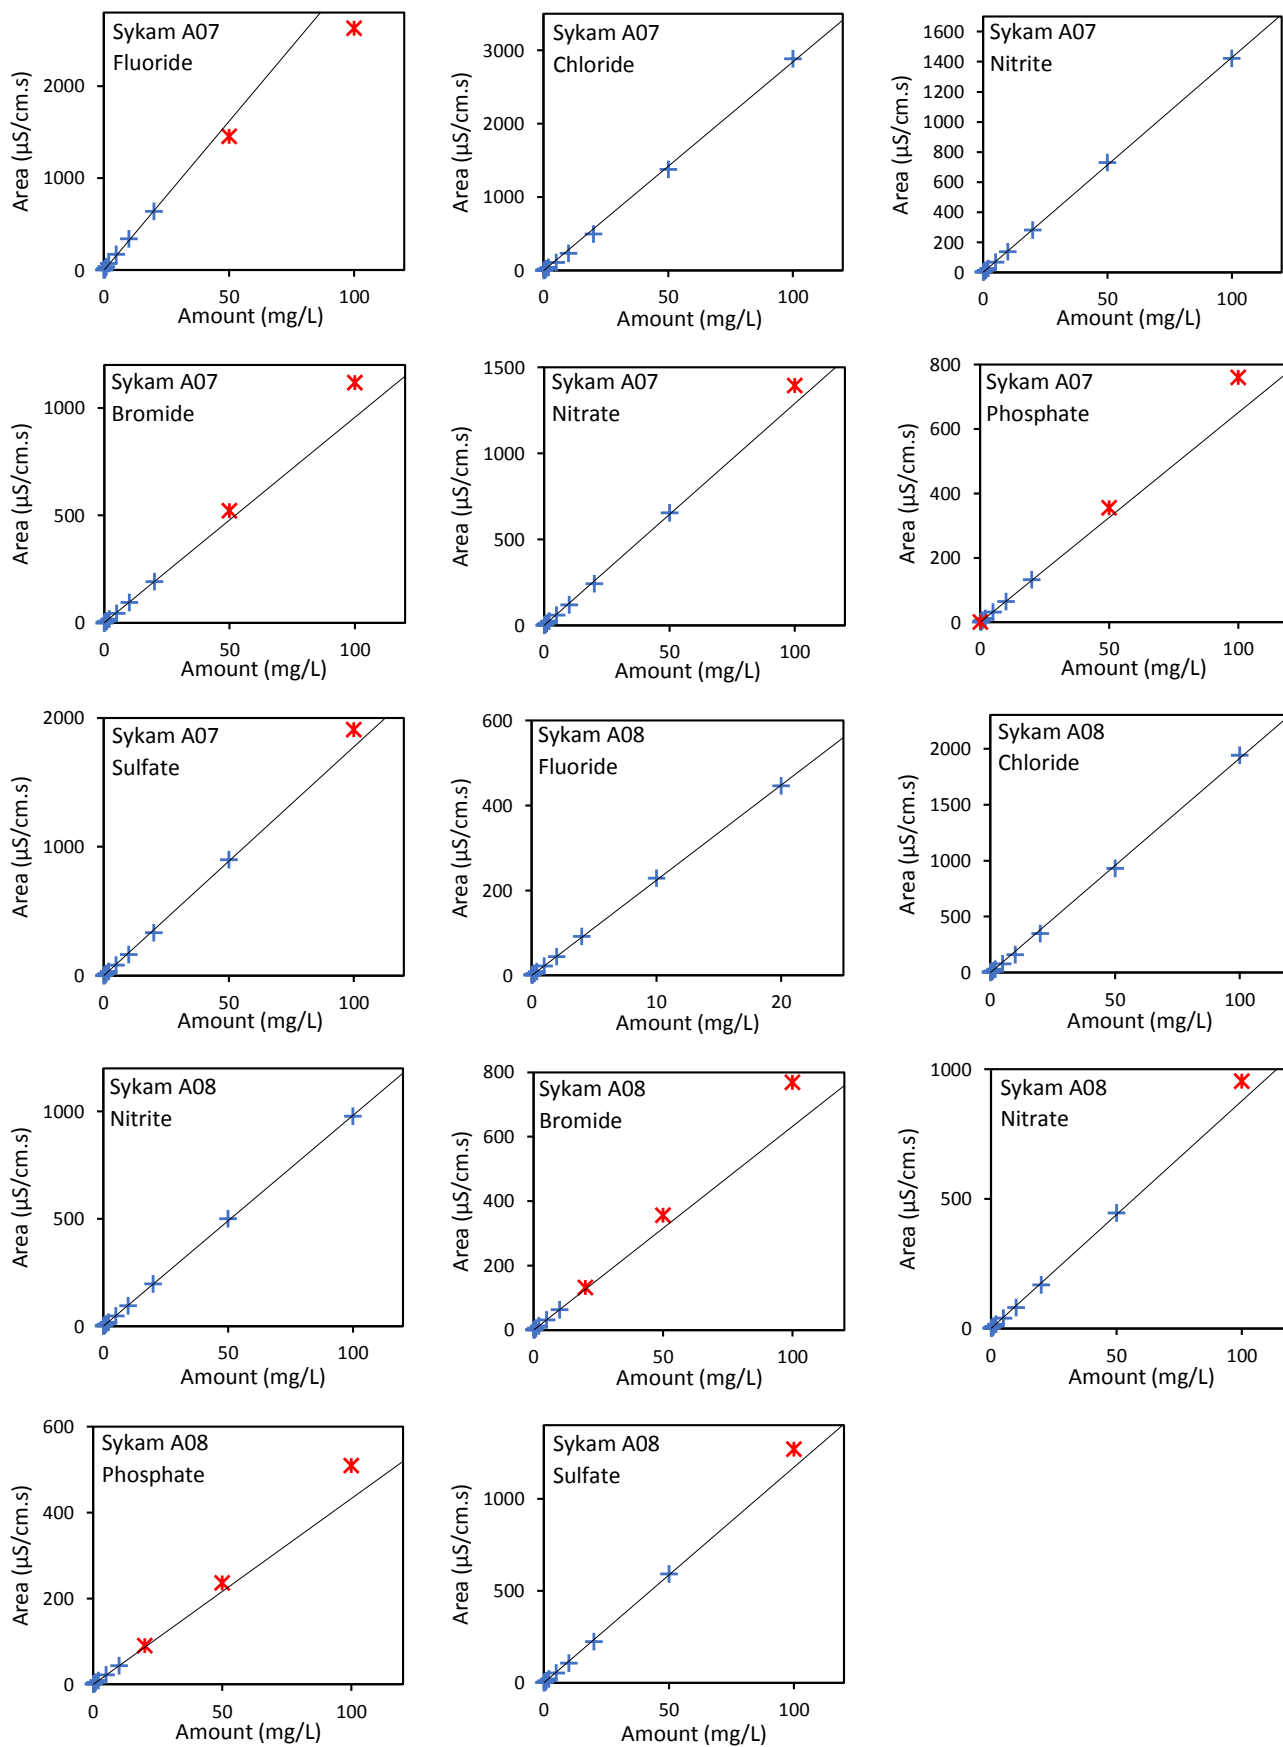 Sykam A07
Fluoride
Area (µS/cm.s)
2000
1000
0
0
50
100
Amount (mg/L)
Sykam A07
Chloride
Area (µS/cm.s)
3000
2000
1000
0
0
50
100
Amount (mg/L)
Sykam A07
Nitrite
Area (µS/cm.s)
1600
1400
1200
1000
800
600
400
200
0
0
50
100
Amount (mg/L)
Sykam A07
Bromide
Area (µS/cm.s)
1000
500
0
0
50
100
Amount (mg/L)
Sykam A07
Nitrate
Area (µS/cm.s)
1500
1000
500
0
0
50
100
Amount (mg/L)
Sykam A07
Phosphate
Area (µS/cm.s)
800
600
400
200
0
0
50
100
Amount (mg/L)
Sykam A07
Sulfate
Area (µS/cm.s)
2000
1000
0
0
50
100
Amount (mg/L)
Sykam A08
Fluoride
Area (µS/cm.s)
600
400
200
0
0
10
20
Amount (mg/L)
Sykam A08
Chloride
Area (µS/cm.s)
2000
1500
1000
500
0
0
50
100
Amount (mg/L)
Sykam A08
Nitrite
Area (µS/cm.s)
1000
500
0
0
50
100
Amount (mg/L)
Sykam A08
Bromide
Area (µS/cm.s)
800
600
400
200
0
0
50
100
Amount (mg/L)
Sykam A08
Nitrate
Area (µS/cm.s)
1000
500
0
0
50
100
Amount (mg/L)
Sykam A08
Phosphate
Area (µS/cm.s)
600
400
200
0
0
50
100
Amount (mg/L)
Sykam A08
Sulfate
Area (µS/cm.s)
1000
500
0
0
50
100
Amount (mg/L)